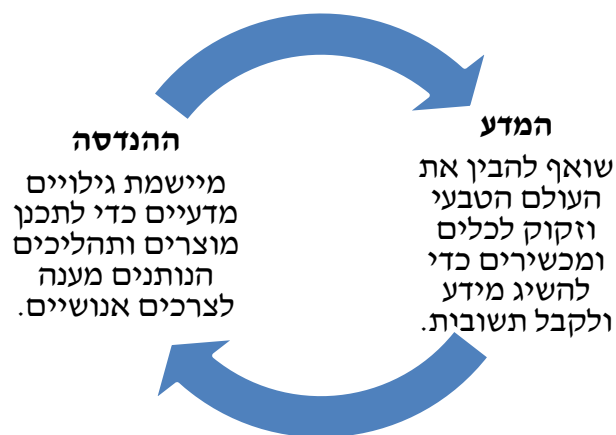 המדע
שואף להבין את
העולם הטבעי
וזקוק לכלים
ומכשירים כדי
להשיג מידע
ולקבל תשובות.
ההנדסה
מיישמת גילויים
מדעיים כדי לתכנן
מוצרים ותהליכים
הנותנים מענה
לצרכים אנושיים.